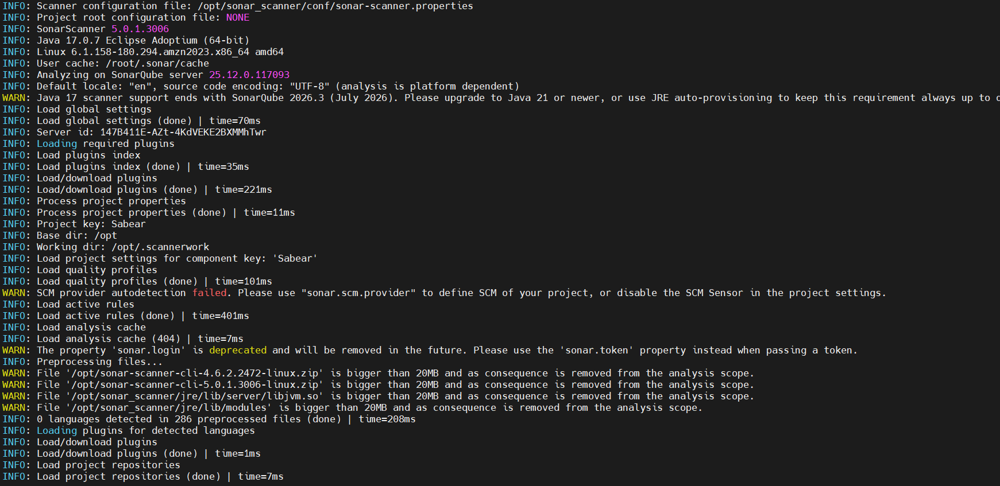 INFO: Scanner configuration file: /opt/sonar_scanner/conf/sonar-scanner.properties
INFO: Project root configuration file: NONE
INFO: SonarScanner 5.0.1.3006
INFO: Java 17.0.7 Eclipse Adoptium (64-bit)
INFO: Linux 6.1.158-180.294.amzn2023.x86_64 amd64
INFO: User cache: /root/.sonar/cache
INFO: Analyzing on SonarQube server 25.12.0.117093
INFO: Default locale: "en", source code encoding: "UTF-8" (analysis is platform dependent)
WARN: Java 17 scanner support ends with SonarQube 2026.3 (July 2026). Please upgrade to Java 21 or newer, or use JRE auto-provisioning to keep this requirement always up to
INFO: Load global settings
INFO: Load global settings (done) | time=70ms
INFO: Server id: 147B411E-AZt-4KdVEKE2BXMMhTwr
INFO: Loading required plugins
INFO: Load plugins index
INFO: Load plugins index (done) | time=35ms
INFO: Load/download plugins
INFO: Load/download plugins (done) | time=221ms
INFO: Process project properties
INFO: Process project properties (done) | time=11ms
INFO: Project key: Sabear
INFO: Base dir: /opt
INFO: Working dir: /opt/.scannerwork
INFO: Load project settings for component key: 'Sabear'
INFO: Load quality profiles
INFO: Load quality profiles (done) | time=101ms
WARN: SCM provider autodetection failed. Please use "sonar.scm.provider" to define SCM of your project, or disable the SCM Sensor in the project settings.
INFO: Load active rules
INFO: Load active rules (done) | time=401ms
INFO: Load analysis cache
INFO: Load analysis cache (404) | time=7ms
WARN: The property 'sonar.login' is deprecated and will be removed in the future. Please use the 'sonar.token' property instead when passing a token.
INFO: Preprocessing files...
WARN: File '/opt/sonar-scanner-cli-4.6.2.2472-linux.zip' is bigger than 20MB and as consequence is removed from the analysis scope.
WARN: File '/opt/sonar-scanner-cli-5.0.1.3006-linux.zip' is bigger than 20MB and as consequence is removed from the analysis scope.
WARN: File '/opt/sonar_scanner/jre/lib/server/libjvm.so' is bigger than 20MB and as consequence is removed from the analysis scope.
WARN: File '/opt/sonar_scanner/jre/lib/modules' is bigger than 20MB and as consequence is removed from the analysis scope.
INFO: 0 languages detected in 286 preprocessed files (done) | time=208ms
INFO: Loading plugins for detected languages
INFO: Load/download plugins
INFO: Load/download plugins (done) | time=1ms
INFO: Load project repositories
INFO: Load project repositories (done) | time=7ms